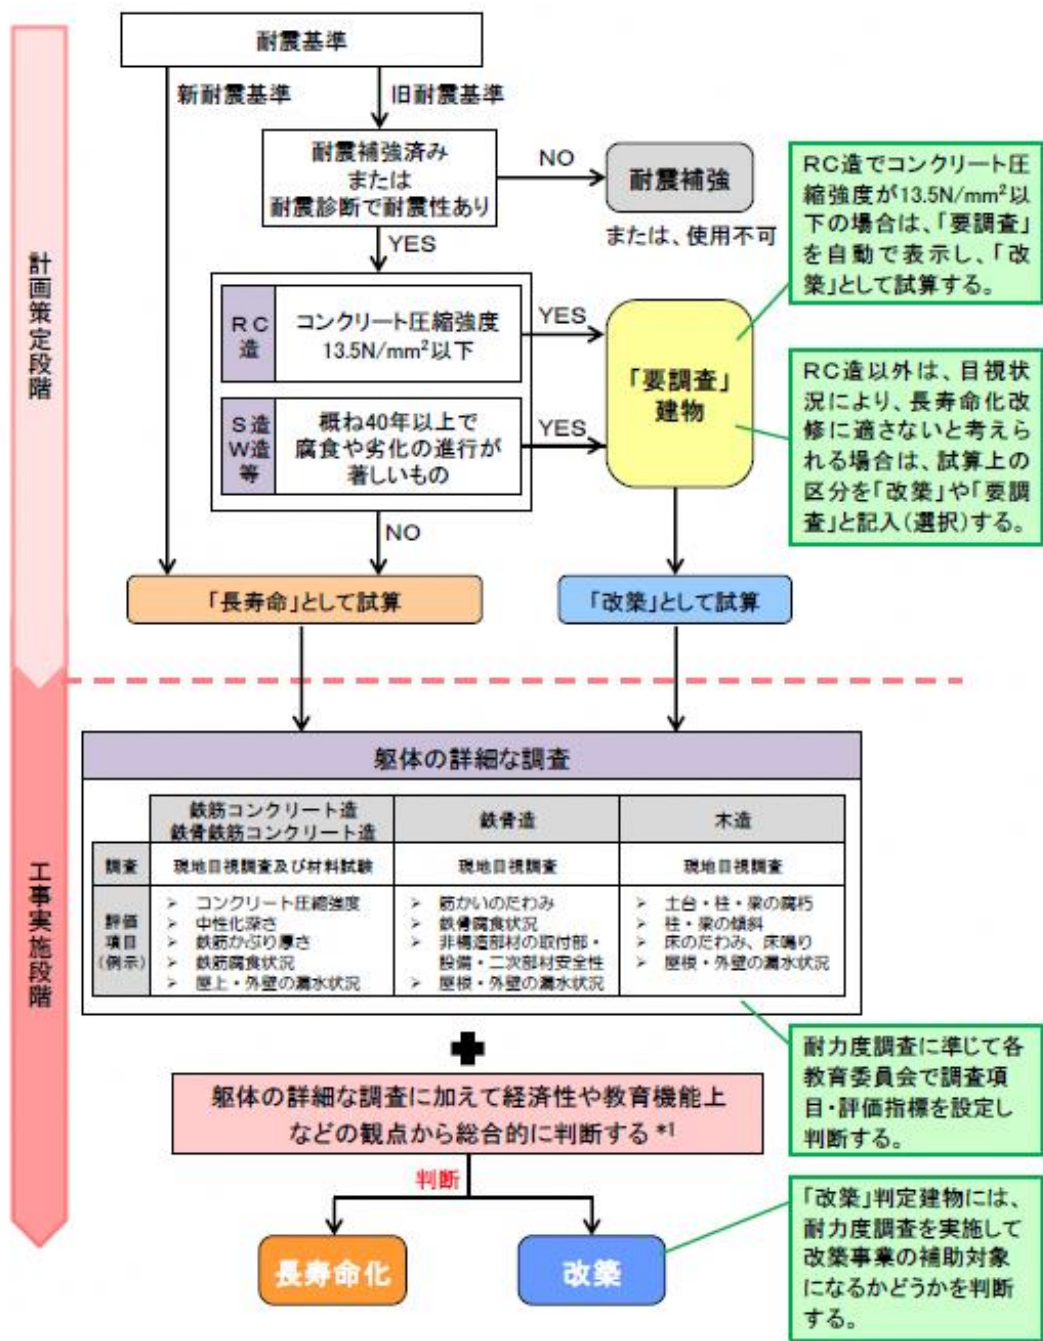 耐震基準
新耐震基準
旧耐震基準
耐震補強済み
または
耐震診断で耐震性あり
NO
耐震補強
または、使用不可
YES
RC造でコンクリート圧
縮強度が13.5N/mm²以
下の場合は、「要調査」
を自動で表示し、「改
築」として試算する。
計画策定段階
RC
造
コンクリート圧縮強度
13.5N/mm²以下
YES
「要調査」
建物
S造
W造
等
概ね40年以上で
腐食や劣化の進行が
著しいもの
YES
RC造以外は、目視状
況により、長寿命化改
修に適さないと考えら
れる場合は、試算上の
区分を「改築」や「要調
査」と記入(選択)する。
NO
「長寿命」として試算
「改築」として試算
工事実施段階
躯体の詳細な調査
鉄筋コンクリート造
鉄骨鉄筋コンクリート造
鉄骨造
木造
調査
現地目視調査及び材料試験
現地目視調査
現地目視調査
評価
項目
(例示)
➢ コンクリート圧縮強度
➢ 中性化深さ
➢ 鉄筋かぶり厚さ
➢ 鉄筋腐食状況
➢ 屋上・外壁の漏水状況
➢ 筋かいのたわみ
➢ 鉄骨腐食状況
➢ 非構造部材の取付部・
設備・二次部材安全性
➢ 屋根・外壁の漏水状況
➢ 土台・柱・梁の腐朽
➢ 柱・梁の傾斜
➢ 床のたわみ、床鳴り
➢ 屋根・外壁の漏水状況
耐力度調査に準じて各
教育委員会で調査項
目・評価指標を設定し
判断する。
躯体の詳細な調査に加えて経済性や教育機能上
などの観点から総合的に判断する *1
判断
長寿命化
改築
「改築」判定建物には、
耐力度調査を実施して
改築事業の補助対象
になるかどうかを判断
する。